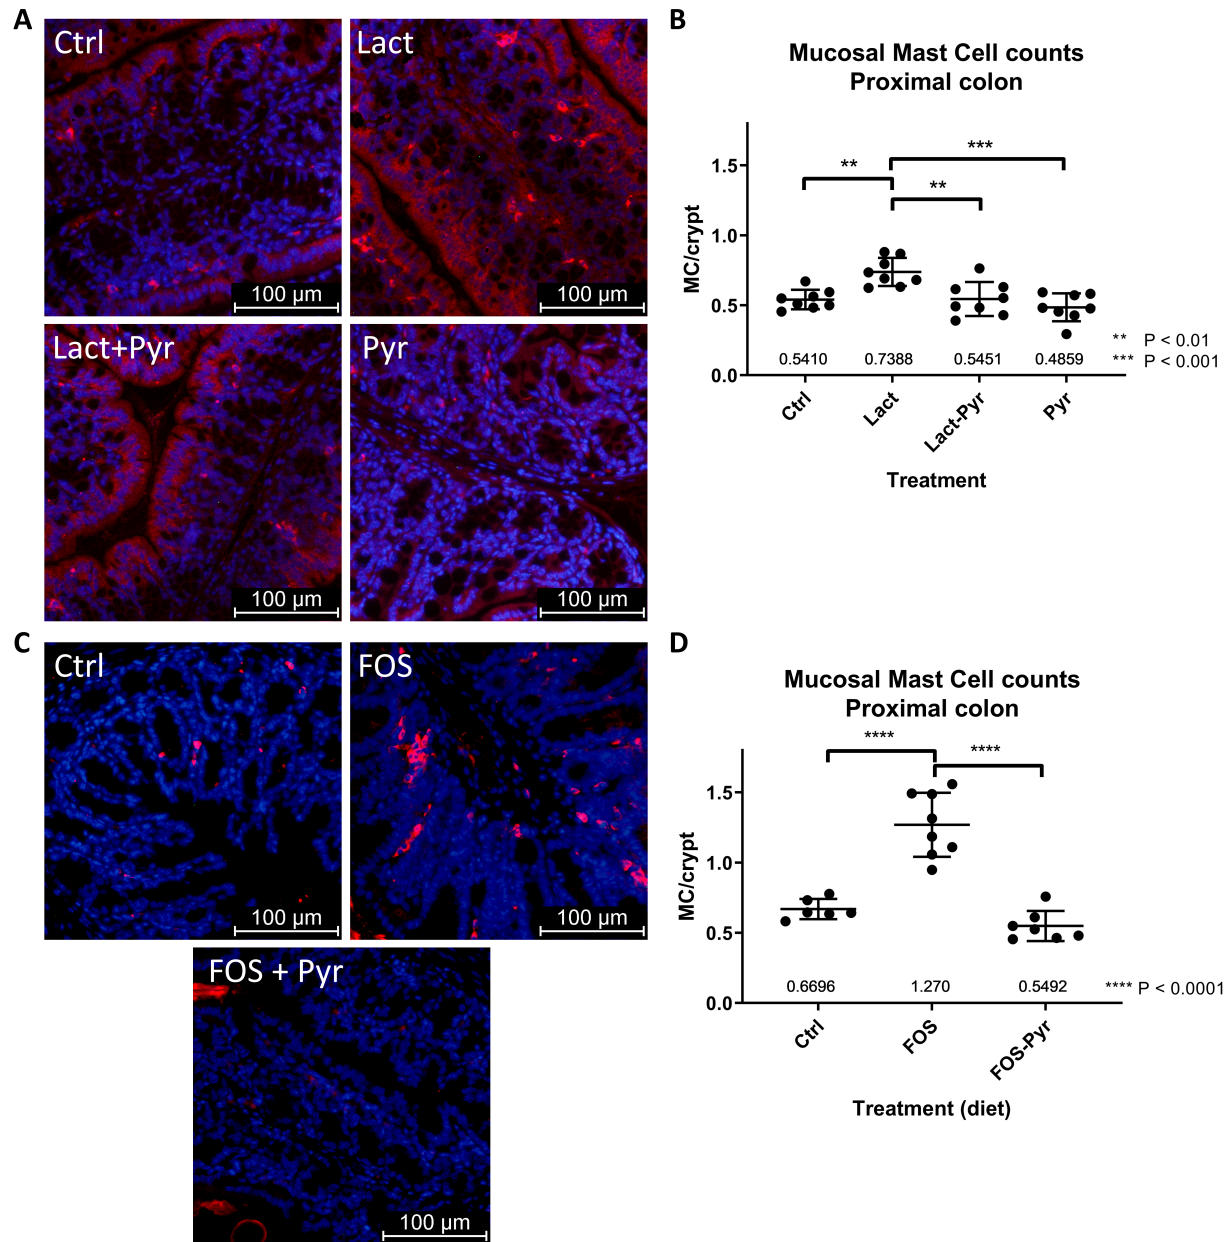 A
Ctrl
100 µm
Lact
100 µm
Lact+Pyr
100 µm
Pyr
100 µm
B
Mucosal Mast Cell counts
Proximal colon
MC/crypt
1.5
1.0
0.5
0.0
**
***
**
0.5410 0.7388 0.5451 0.4859
** P < 0.01
*** P < 0.001
Ctrl
Lact
Lact-Pyr
Pyr
Treatment
C
Ctrl
100 µm
FOS
100 µm
FOS + Pyr
100 µm
D
Mucosal Mast Cell counts
Proximal colon
MC/crypt
1.5
1.0
0.5
0.0
****
****
0.6696 1.270 0.5492
**** P < 0.0001
Ctrl
FOS
FOS-Pyr
Treatment (diet)